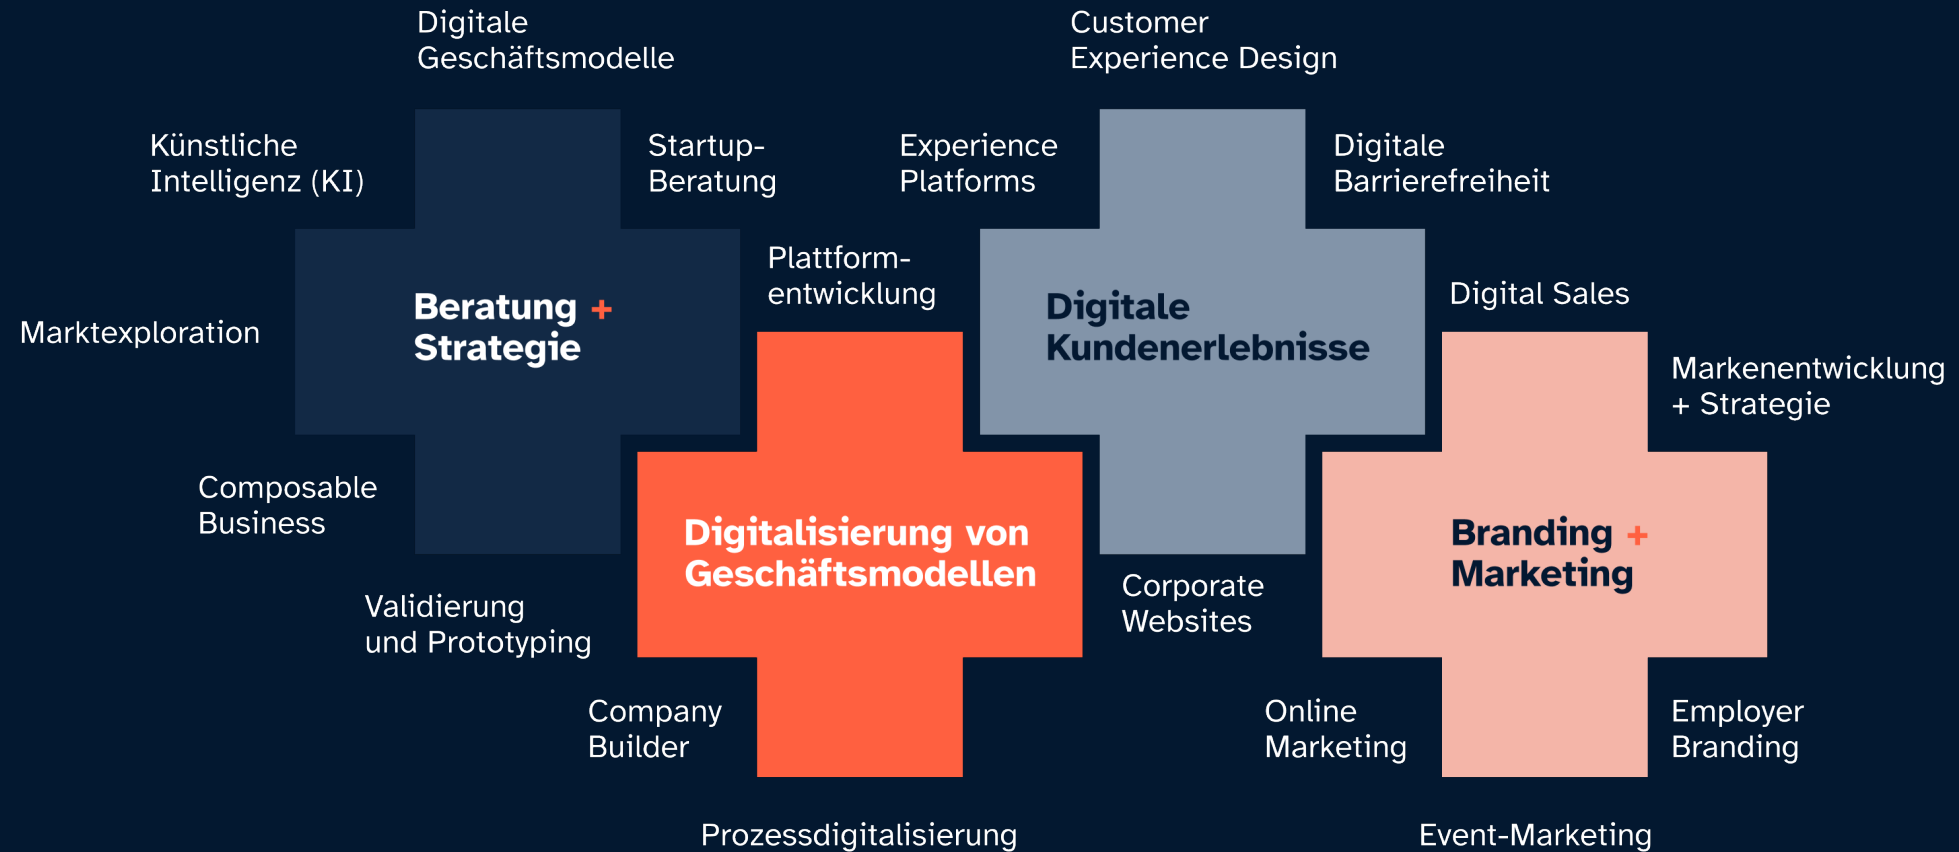 Digitale
Geschäftsmodelle
Customer
Experience Design
Künstliche
Intelligenz (KI)
Startup-
Beratung
Experience
Platforms
Digitale
Barrierefreiheit
Plattform-
entwicklung
Digital Sales
Marktexploration
Beratung +
Strategie
Digitale
Kundenerlebnisse
Markenentwicklung
+ Strategie
Composable
Business
Digitalisierung von
Geschäftsmodellen
Branding +
Marketing
Validierung
und Prototyping
Corporate
Websites
Company
Builder
Online
Marketing
Employer
Branding
Prozessdigitalisierung
Event-Marketing